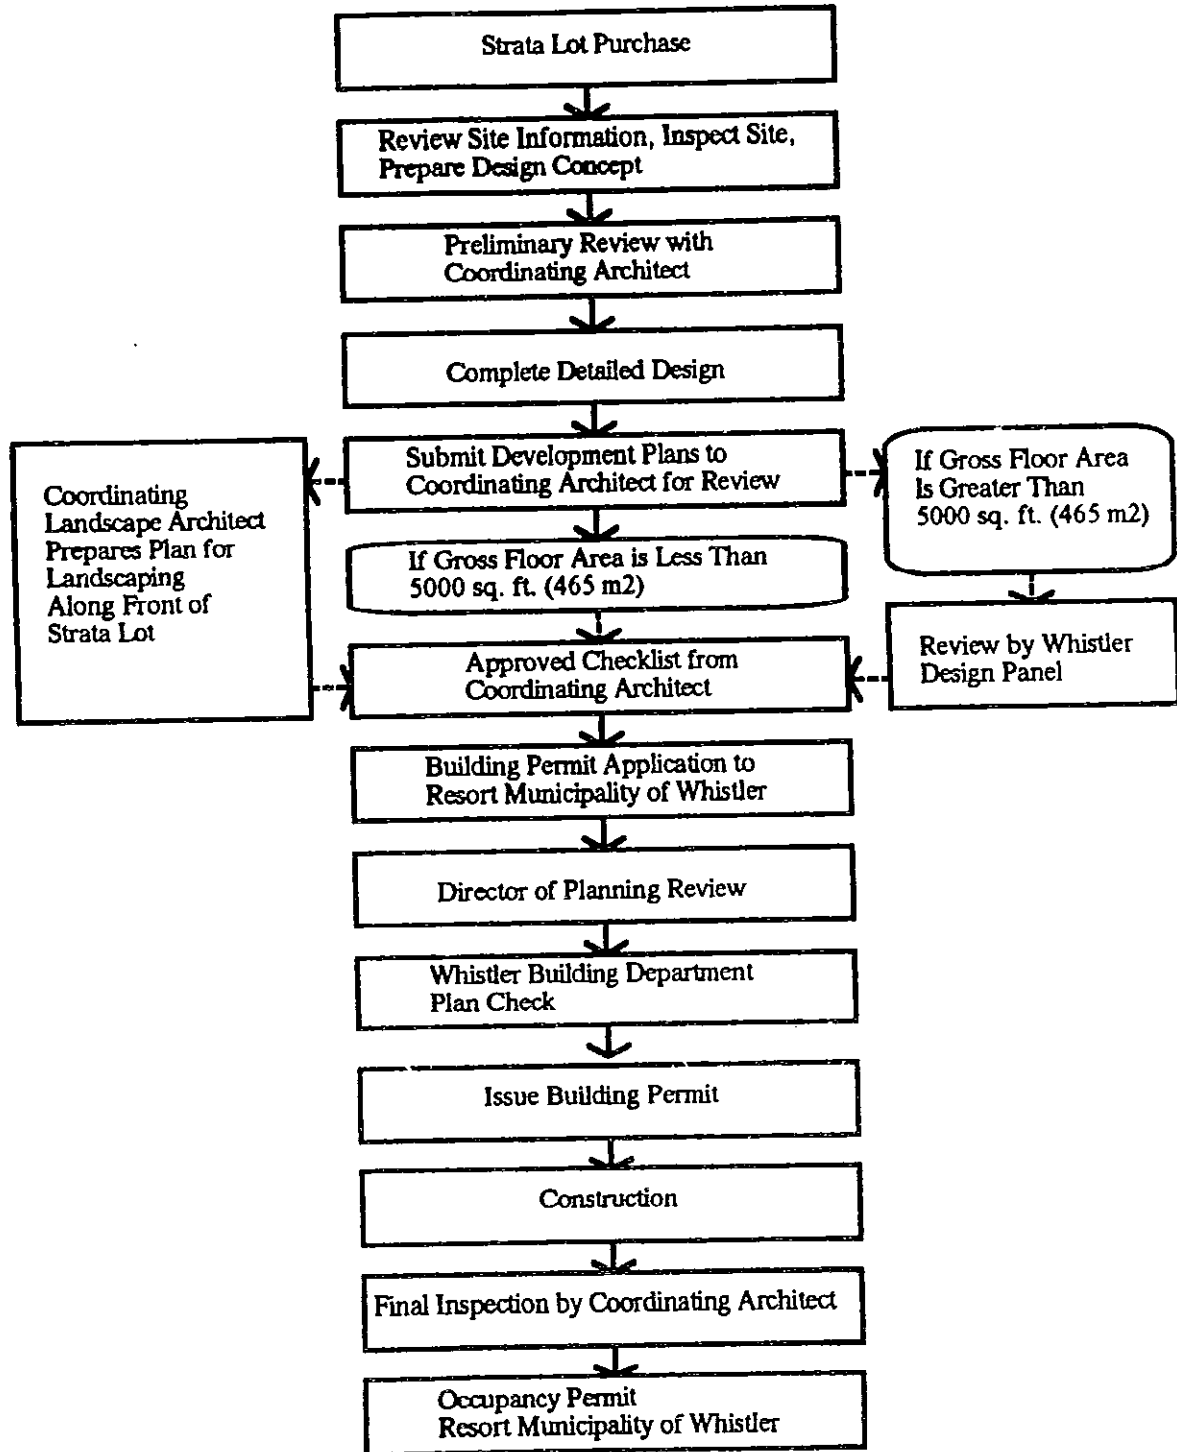 Strata Lot Purchase
Review Site Information, Inspect Site,
Prepare Design Concept
Preliminary Review with
Coordinating Architect
Complete Detailed Design
Submit Development Plans to
Coordinating Architect for Review
Coordinating
Landscape Architect
Prepares Plan for
Landscaping
Along Front of
Strata Lot
If Gross Floor Area
Is Greater Than
5000 sq. ft. (465 m2)
If Gross Floor Area is Less Than
5000 sq. ft. (465 m2)
Review by Whistler
Design Panel
Approved Checklist from
Coordinating Architect
Building Permit Application to
Resort Municipality of Whistler
Director of Planning Review
Whistler Building Department
Plan Check
Issue Building Permit
Construction
Final Inspection by Coordinating Architect
Occupancy Permit
Resort Municipality of Whistler